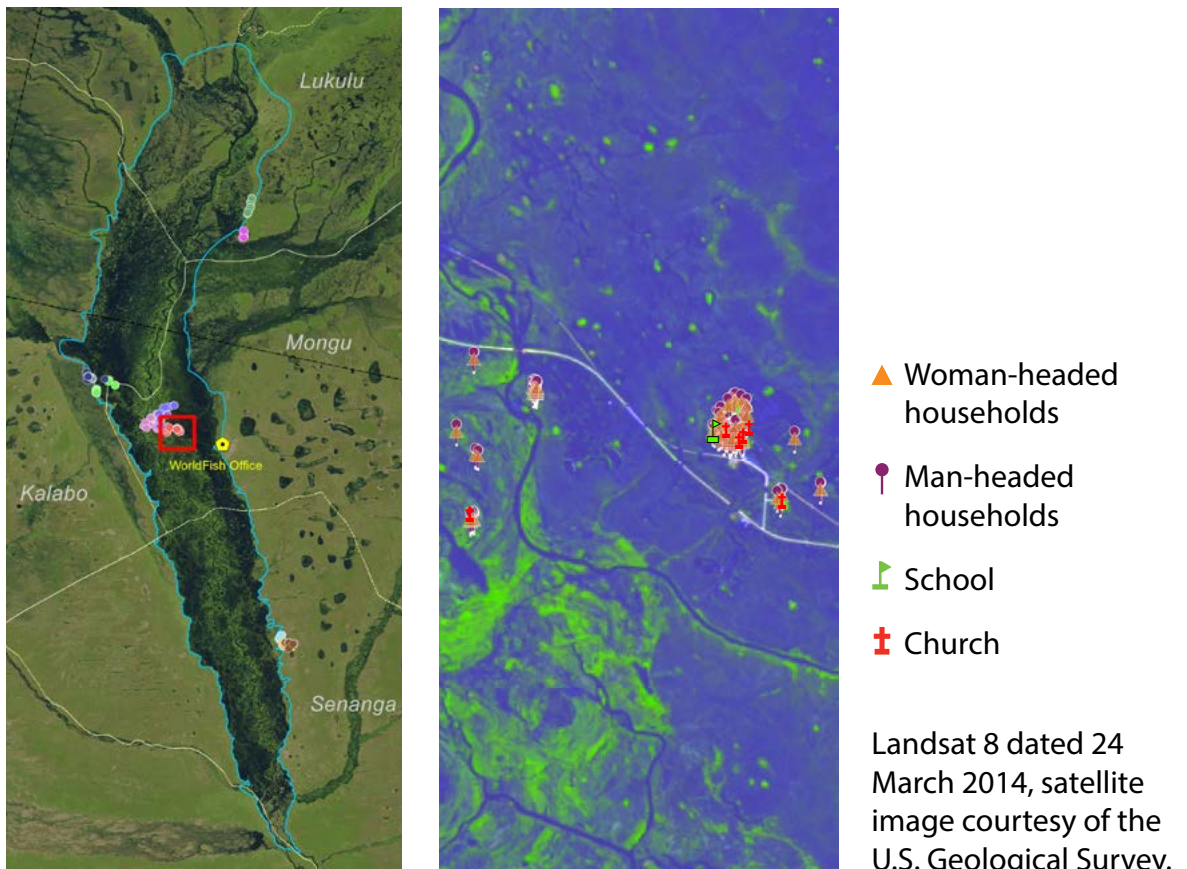 Lukulu
Mongu
WorldFish Office
Kalabo
Senanga
Woman-headed
households
Man-headed
households
School
Church
Landsat 8 dated 24
March 2014, satellite
image courtesy of the
U.S. Geological Survey.